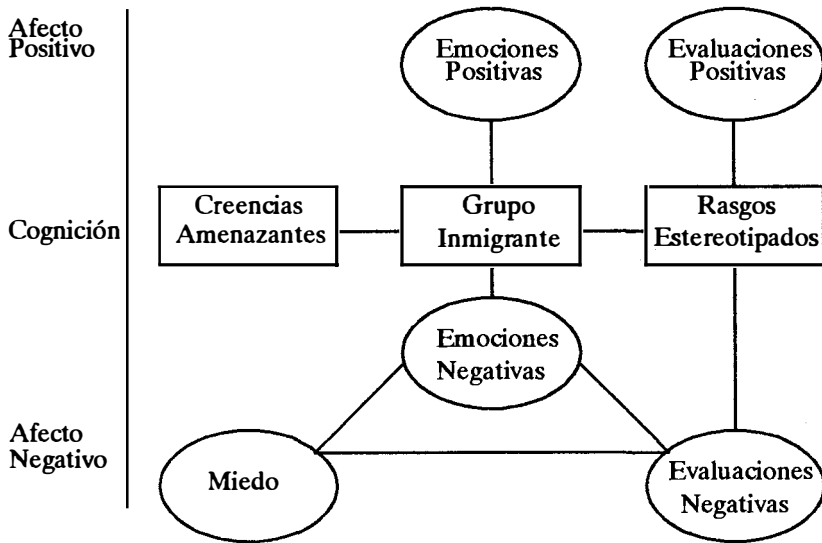 Afecto
Positivo
Emociones
Positivas
Evaluaciones
Positivas
Cognición
Creencias
Amenazantes
Grupo
Inmigrante
Rasgos
Estereotipados
Emociones
Negativas
Afecto
Negativo
Miedo
Evaluaciones
Negativas